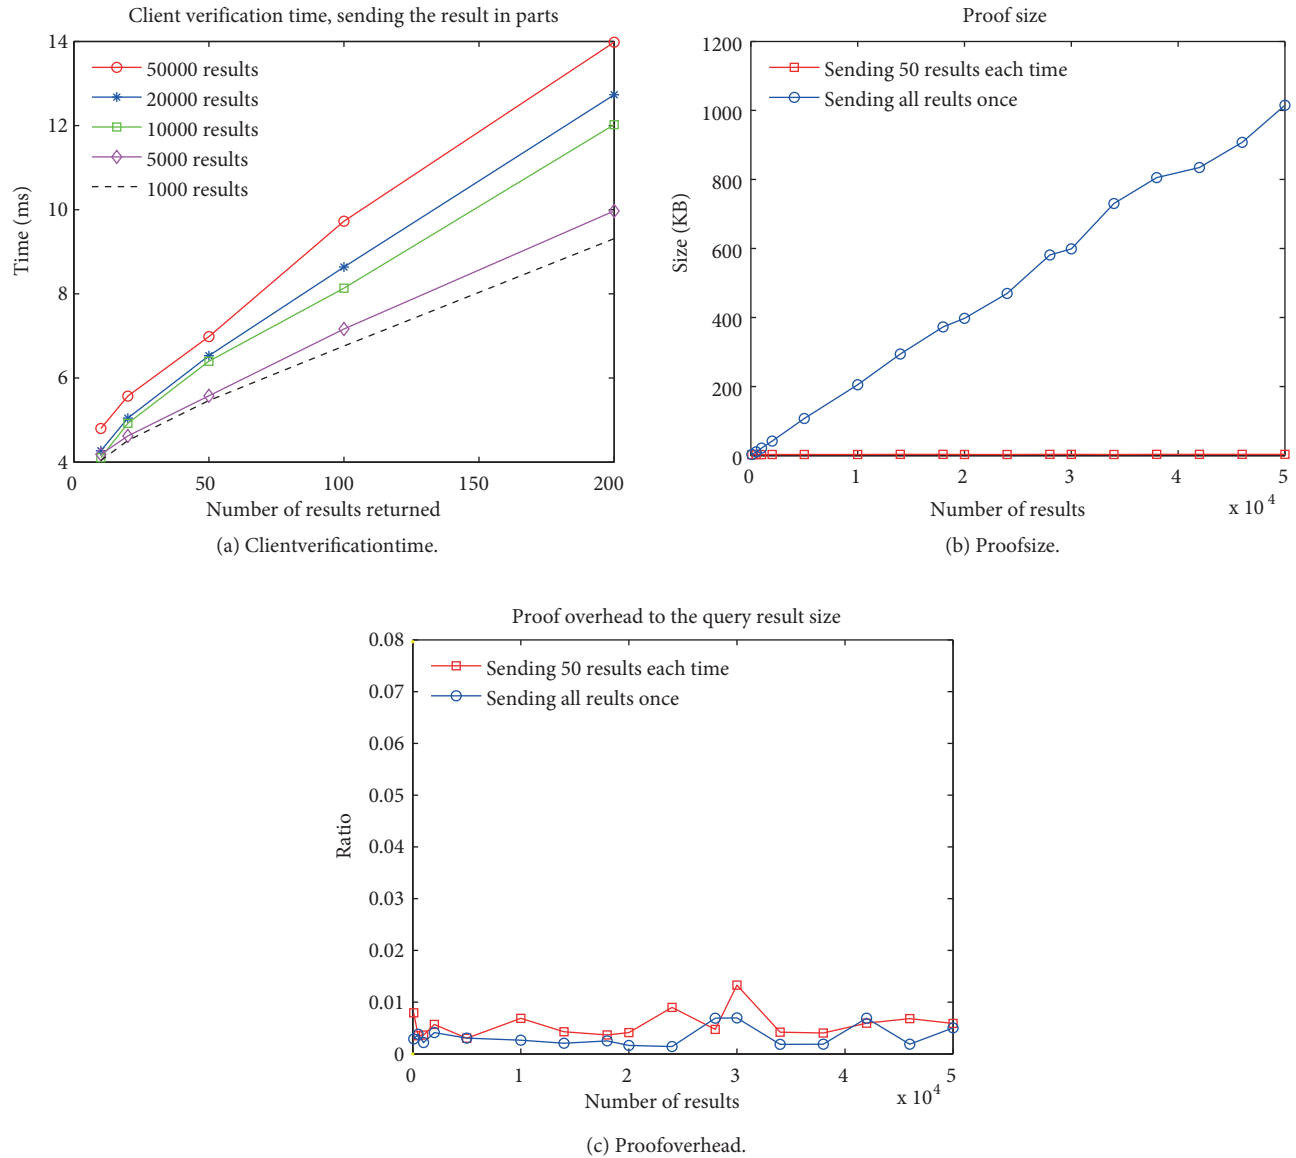 Client verification time, sending the result in parts
14
12
10
8
6
4
Time (ms)
50000 results
20000 results
10000 results
5000 results
1000 results
0
50
100
150
200
Number of results returned
(a) Clientverificationtime.
Proof size
1200
1000
800
600
400
200
0
Size (KB)
Sending 50 results each time
Sending all reults once
0
1
2
3
4
5
x 10 4
Number of results
(b) Proofsize.
Proof overhead to the query result size
0.08
0.07
0.06
0.05
0.04
0.03
0.02
0.01
0
Ratio
Sending 50 results each time
Sending all reults once
0
1
2
3
4
5
x 10 4
Number of results
(c) Proofoverhead.